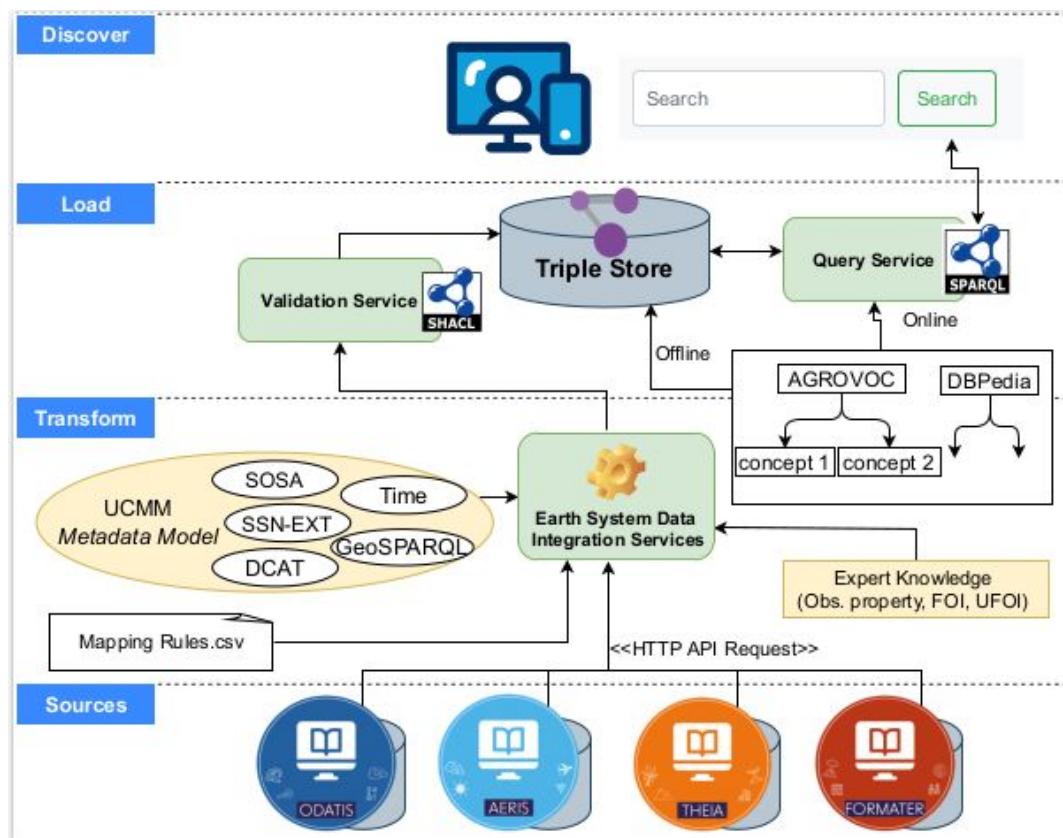 Discover
Search
Search
Load
Triple Store
Query Service
SPARQL
Validation Service
SHACL
Online
Offline
AGROVOC
DBPedia
concept 1
concept 2
Transform
SOSA
Time
UCMM
Metadata Model
SSN-EXT
GeoSPARQL
DCAT
Earth System Data
Integration Services
Expert Knowledge
(Obs. property, FOI, UFOI)
Mapping Rules.csv
<<HTTP API Request>>
Sources
ODATIS
AERIS
THEIA
FORMATER